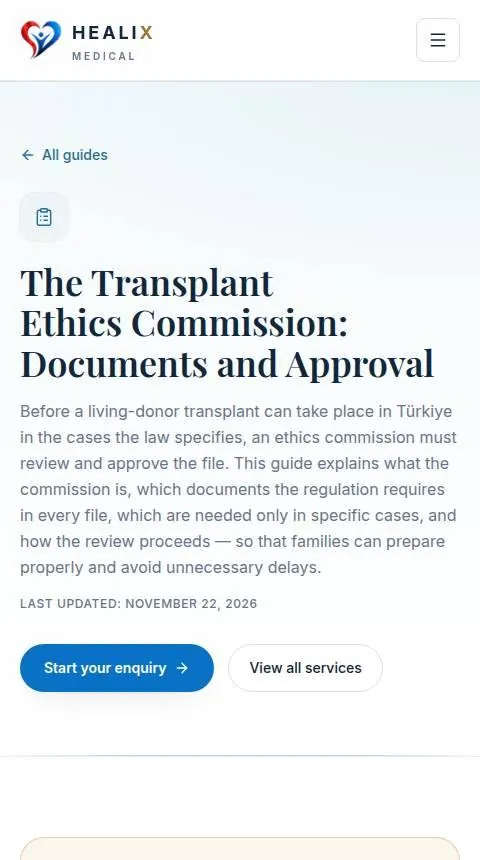 HEALIX
MEDICAL
All guides
The Transplant
Ethics Commission:
Documents and Approval
Before a living-donor transplant can take place in Türkiye
in the cases the law specifies, an ethics commission must
review and approve the file. This guide explains what the
commission is, which documents the regulation requires
in every file, which are needed only in specific cases, and
how the review proceeds — so that families can prepare
properly and avoid unnecessary delays.
LAST UPDATED: NOVEMBER 22, 2026
Start your enquiry →
View all services